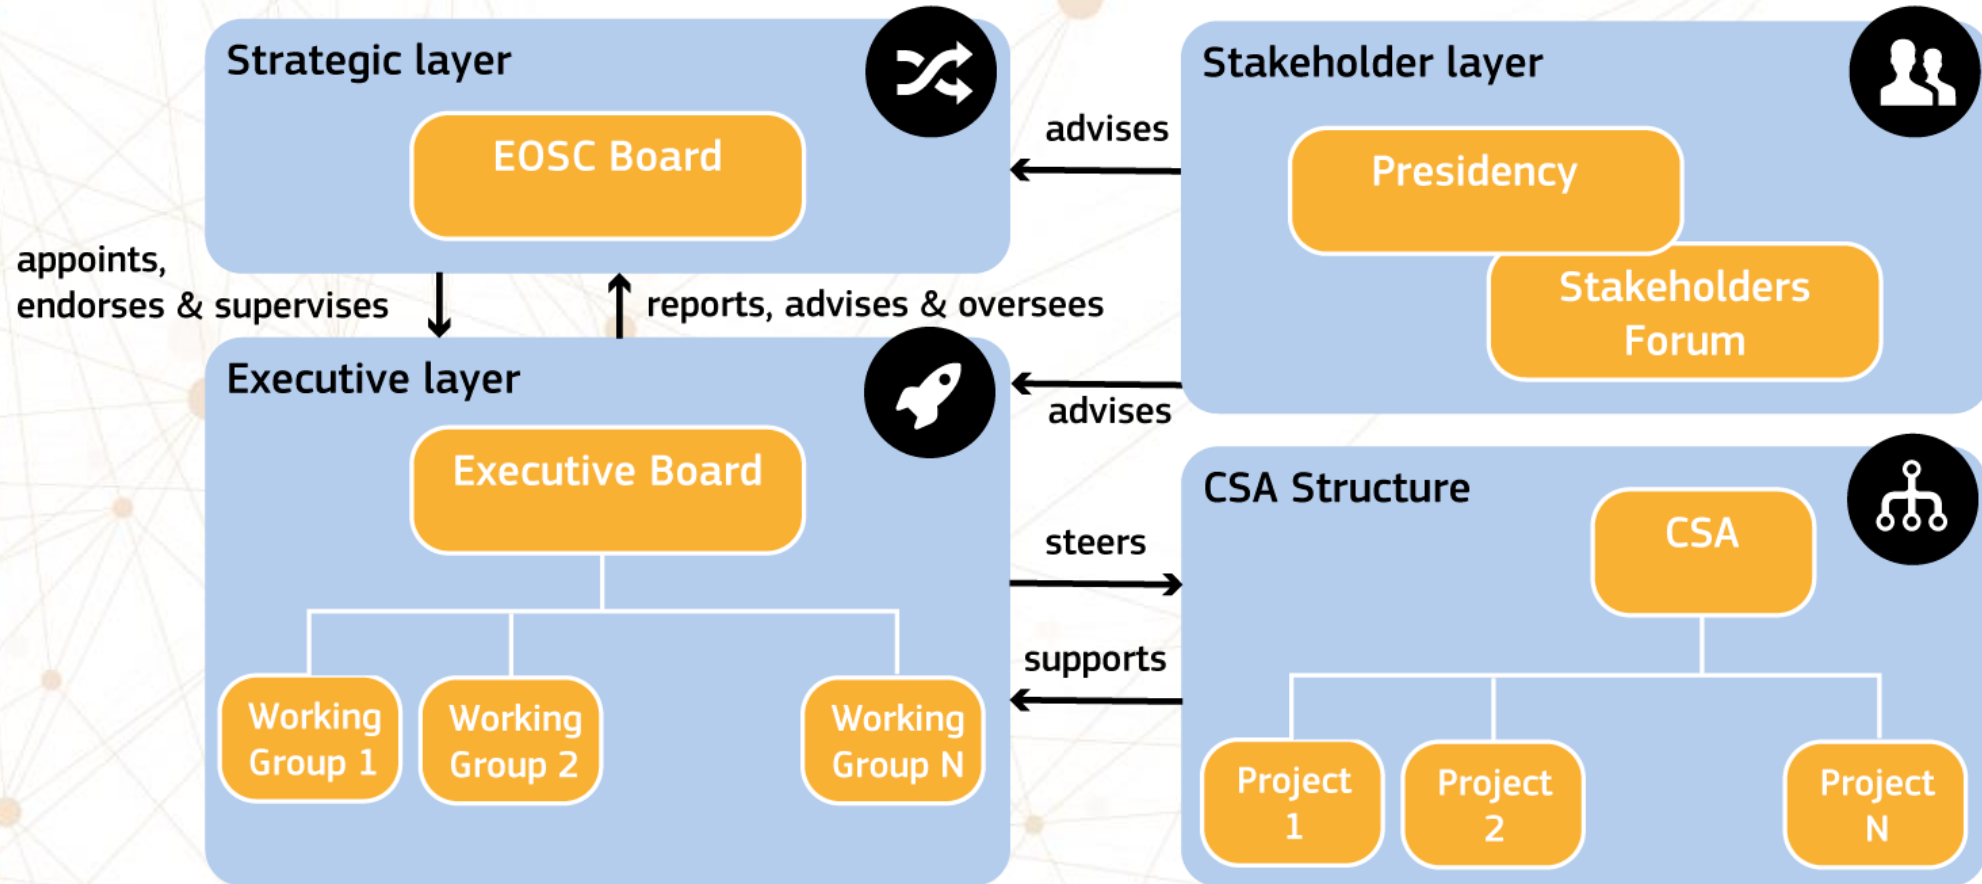 Strategic layer
EOSC Board
advises
Stakeholder layer
Presidency
Stakeholders
Forum
appoints,
endorses & supervises
reports, advises & oversees
advises
Executive layer
Executive Board
Working
Group 1
Working
Group 2
Working
Group N
steers
supports
CSA Structure
CSA
Project
1
Project
2
Project
N